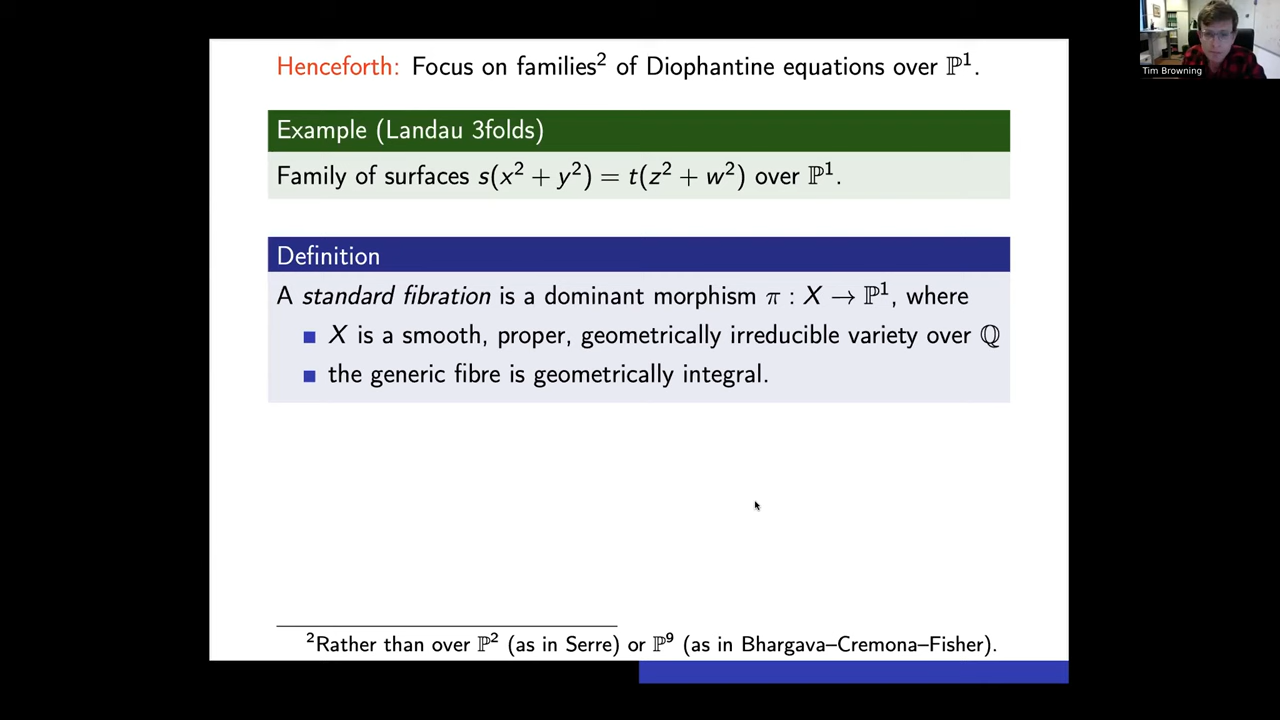 Henceforth: Focus on families² of Diophantine equations over ℙ¹.
Example (Landau 3folds)
Family of surfaces s(x² + y²) = t(z² + w²) over ℙ¹.
Definition
A standard fibration is a dominant morphism π : X → ℙ¹, where
■ X is a smooth, proper, geometrically irreducible variety over ℚ
■ the generic fibre is geometrically integral.
²Rather than over ℙ² (as in Serre) or ℙ⁹ (as in Bhargava–Cremona–Fisher).
Tim Browning